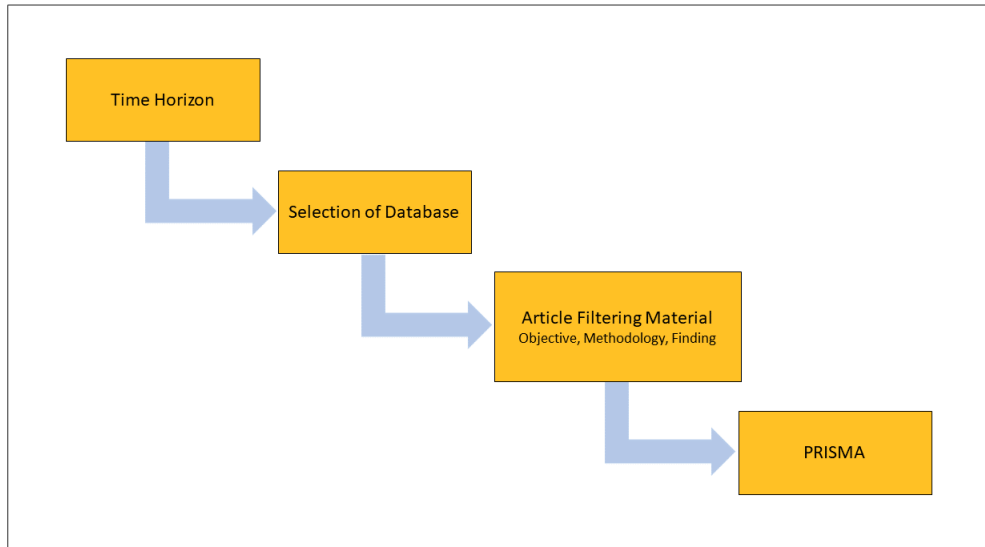 Time Horizon
Selection of Database
Article Filtering Material
Objective, Methodology, Finding
PRISMA